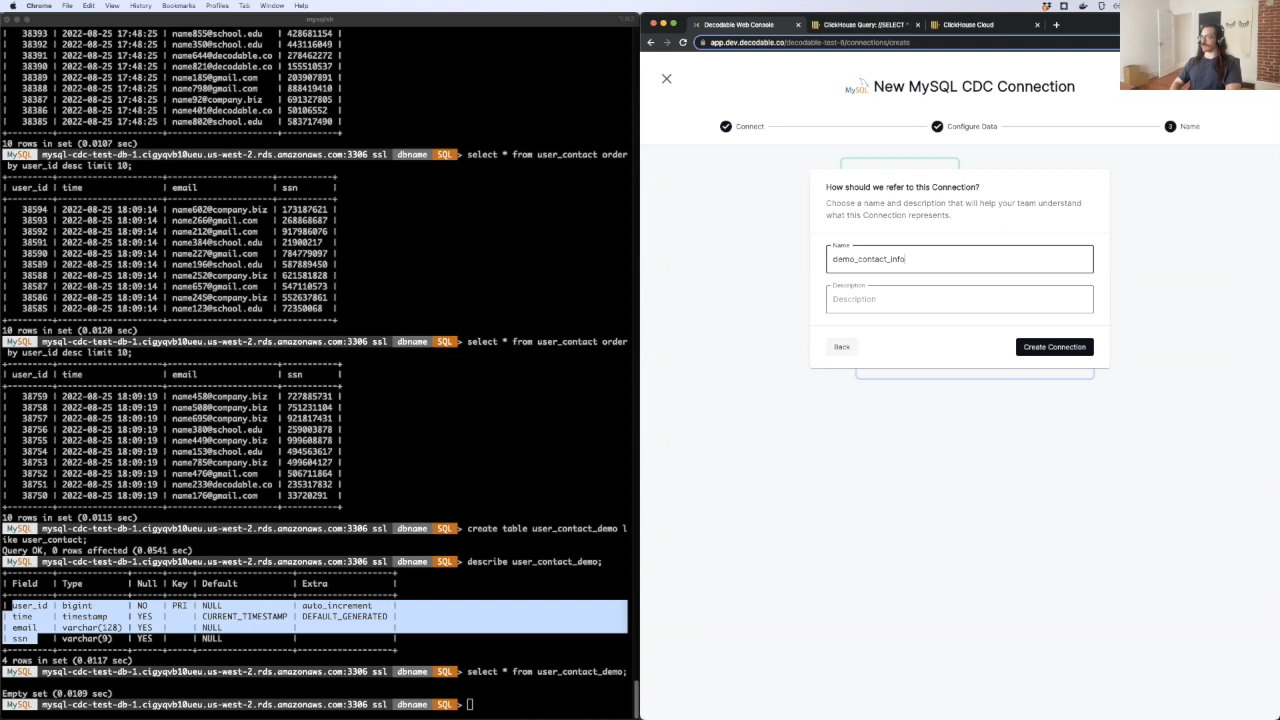 Chrome File Edit View History Bookmarks Profiles Tab Window Help
mysqlsh
| 38393 | 2022-08-25 17:48:25 | name8550@school.edu | 428681154 |
| 38392 | 2022-08-25 17:48:25 | name3500@school.edu | 443116049 |
| 38391 | 2022-08-25 17:48:25 | name6440@decodable.co | 278462272 |
| 38390 | 2022-08-25 17:48:25 | name8210@decodable.co | 155510537 |
| 38389 | 2022-08-25 17:48:25 | name185@gmail.com | 203907891 |
| 38388 | 2022-08-25 17:48:25 | name798@gmail.com | 888419410 |
| 38387 | 2022-08-25 17:48:25 | name92@company.biz | 691327805 |
| 38386 | 2022-08-25 17:48:25 | name401@decodable.co | 50106552 |
| 38385 | 2022-08-25 17:48:25 | name802@school.edu | 583717490 |
10 rows in set (0.0107 sec)
MySQL mysql-cdc-test-db-1.cigyqvb10ueu.us-west-2.rds.amazonaws.com:3306 ssl dbname SQL> select * from user_contact order
by user_id desc limit 10;
| user_id | time | email | ssn |
| 38594 | 2022-08-25 18:09:14 | name602@company.biz | 173187621 |
| 38593 | 2022-08-25 18:09:14 | name266@gmail.com | 268868687 |
| 38592 | 2022-08-25 18:09:14 | name212@gmail.com | 917986076 |
| 38591 | 2022-08-25 18:09:14 | name384@school.edu | 21900217 |
| 38590 | 2022-08-25 18:09:14 | name227@gmail.com | 784779097 |
| 38589 | 2022-08-25 18:09:14 | name196@school.edu | 587889450 |
| 38588 | 2022-08-25 18:09:14 | name252@company.biz | 621581828 |
| 38587 | 2022-08-25 18:09:14 | name657@gmail.com | 547110573 |
| 38586 | 2022-08-25 18:09:14 | name245@gmail.com | 552637861 |
| 38585 | 2022-08-25 18:09:14 | name123@school.edu | 72350068 |
10 rows in set (0.0120 sec)
MySQL mysql-cdc-test-db-1.cigyqvb10ueu.us-west-2.rds.amazonaws.com:3306 ssl dbname SQL> select * from user_contact order
by user_id desc limit 10;
| user_id | time | email | ssn |
| 38759 | 2022-08-25 18:09:19 | name458@company.biz | 727885731 |
| 38758 | 2022-08-25 18:09:19 | name508@gmail.com | 751231104 |
| 38757 | 2022-08-25 18:09:19 | name695@company.biz | 921817431 |
| 38756 | 2022-08-25 18:09:19 | name380@school.edu | 259003878 |
| 38755 | 2022-08-25 18:09:19 | name449@company.biz | 999608878 |
| 38754 | 2022-08-25 18:09:19 | name153@school.edu | 494563617 |
| 38753 | 2022-08-25 18:09:19 | name785@company.biz | 499604127 |
| 38752 | 2022-08-25 18:09:19 | name476@gmail.com | 506711864 |
| 38751 | 2022-08-25 18:09:19 | name233@decodable.co | 235317832 |
| 38750 | 2022-08-25 18:09:19 | name176@gmail.com | 33720291 |
10 rows in set (0.0115 sec)
MySQL mysql-cdc-test-db-1.cigyqvb10ueu.us-west-2.rds.amazonaws.com:3306 ssl dbname SQL> create table user_contact_demo l
ike user_contact;
Query OK, 0 rows affected (0.0541 sec)
MySQL mysql-cdc-test-db-1.cigyqvb10ueu.us-west-2.rds.amazonaws.com:3306 ssl dbname SQL> describe user_contact_demo;
| Field | Type | Null | Key | Default | Extra |
| user_id | bigint | NO | PRI | NULL | auto_increment |
| time | timestamp | YES | | CURRENT_TIMESTAMP | DEFAULT_GENERATED |
| email | varchar(128) | YES | | NULL | |
| ssn | varchar(9) | YES | | NULL | |
4 rows in set (0.0117 sec)
MySQL mysql-cdc-test-db-1.cigyqvb10ueu.us-west-2.rds.amazonaws.com:3306 ssl dbname SQL> select * from user_contact_demo;
Empty set (0.0109 sec)
MySQL mysql-cdc-test-db-1.cigyqvb10ueu.us-west-2.rds.amazonaws.com:3306 ssl dbname SQL>
Decodable Web Console
ClickHouse Query: //SELECT *
ClickHouse Cloud
app.dev.decodable.co/decodable-test-6/connections/create
MySQL New MySQL CDC Connection
Connect
Configure Data
3 Name
How should we refer to this Connection?
Choose a name and description that will help your team understand
what this Connection represents.
Name
demo_contact_info
Description
Description
Back
Create Connection